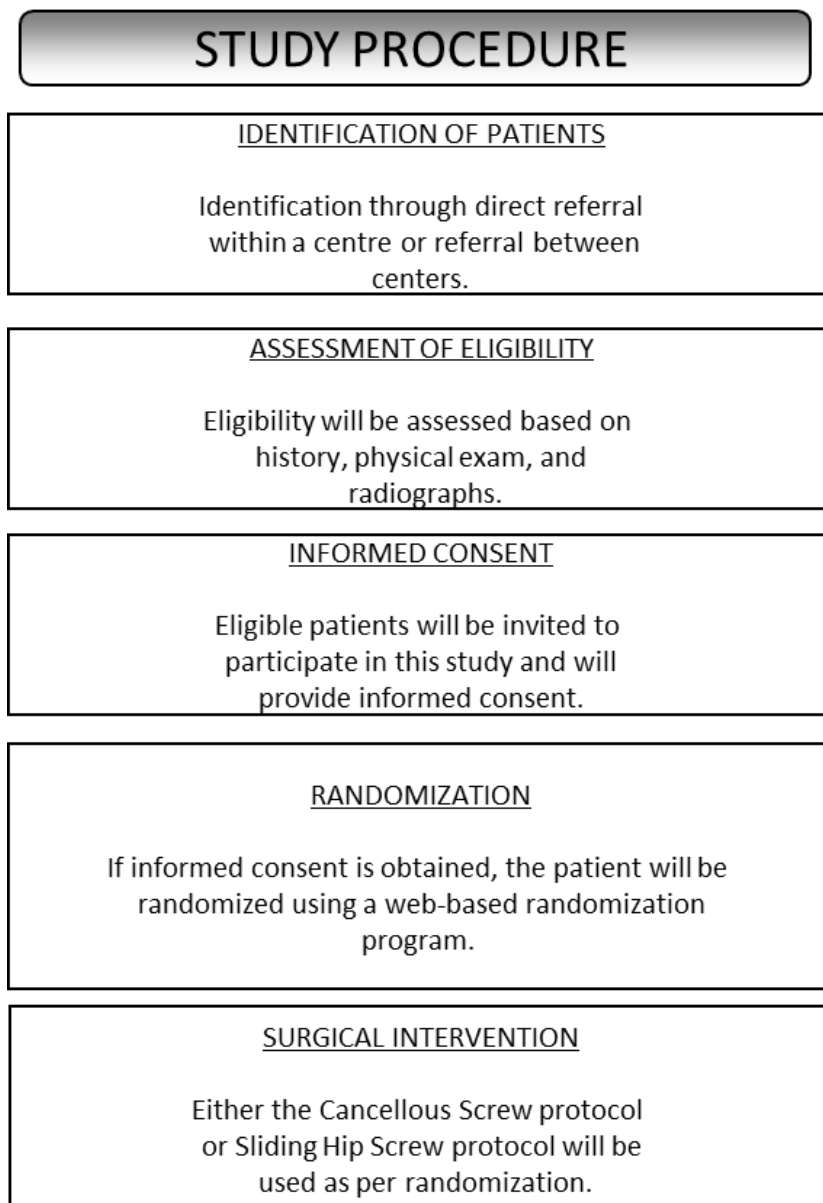 STUDY PROCEDURE
IDENTIFICATION OF PATIENTS
Identification through direct referral
within a centre or referral between
centers.
ASSESSMENT OF ELIGIBILITY
Eligibility will be assessed based on
history, physical exam, and
radiographs.
INFORMED CONSENT
Eligible patients will be invited to
participate in this study and will
provide informed consent.
RANDOMIZATION
If informed consent is obtained, the patient will be
randomized using a web-based randomization
program.
SURGICAL INTERVENTION
Either the Cancellous Screw protocol
or Sliding Hip Screw protocol will be
used as per randomization.